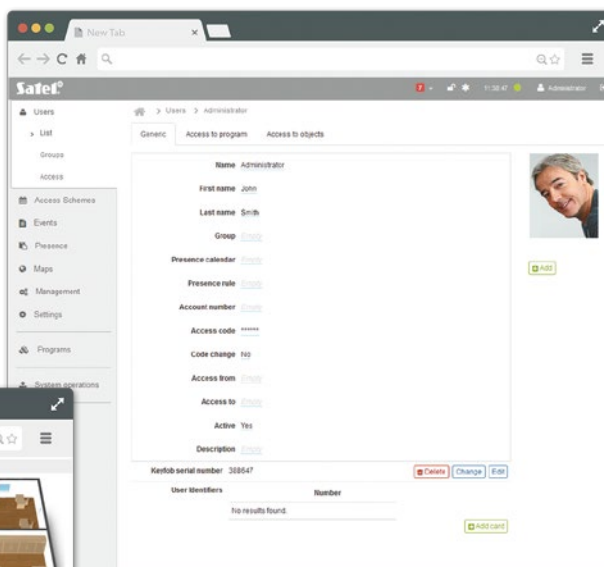 New Tab
Satel®
11:38:47 Administrator
Users
List
Groups
Access
Access Schemes
Events
Presence
Maps
Management
Settings
Programs
System operations
> Users > Administrator
Generic Access to program Access to objects
Name Administrator
First name John
Last name Smith
Group Empty
Presence calendar Empty
Presence rule Empty
Account number Empty
Access code ******
Code change No
Access from Empty
Access to Empty
Active Yes
Description Empty
Keyfob serial number 388647
Delete Change Edit
User Identifiers Number
No results found.
Add card
Add